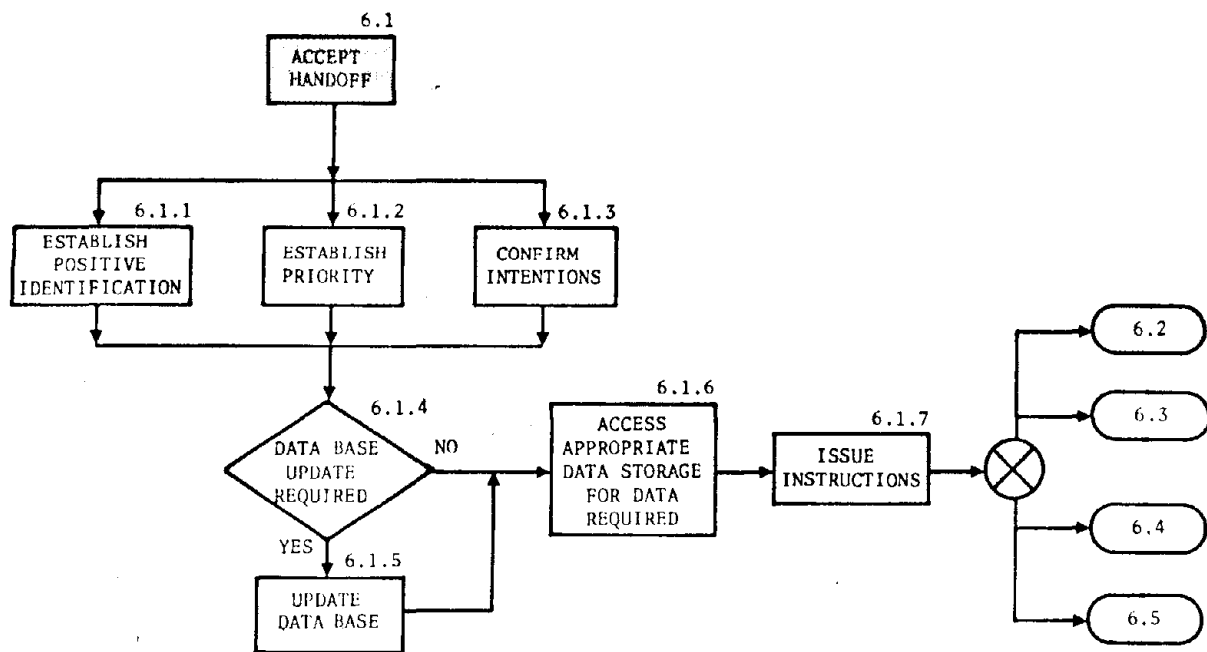 6.1
ACCEPT
HANDOFF
6.1.1
ESTABLISH
POSITIVE
IDENTIFICATION
6.1.2
ESTABLISH
PRIORITY
6.1.3
CONFIRM
INTENTIONS
6.1.4
DATA BASE
UPDATE
REQUIRED
NO
YES
6.1.5
UPDATE
DATA BASE
6.1.6
ACCESS
APPROPRIATE
DATA STORAGE
FOR DATA
REQUIRED
6.1.7
ISSUE
INSTRUCTIONS
6.2
6.3
6.4
6.5